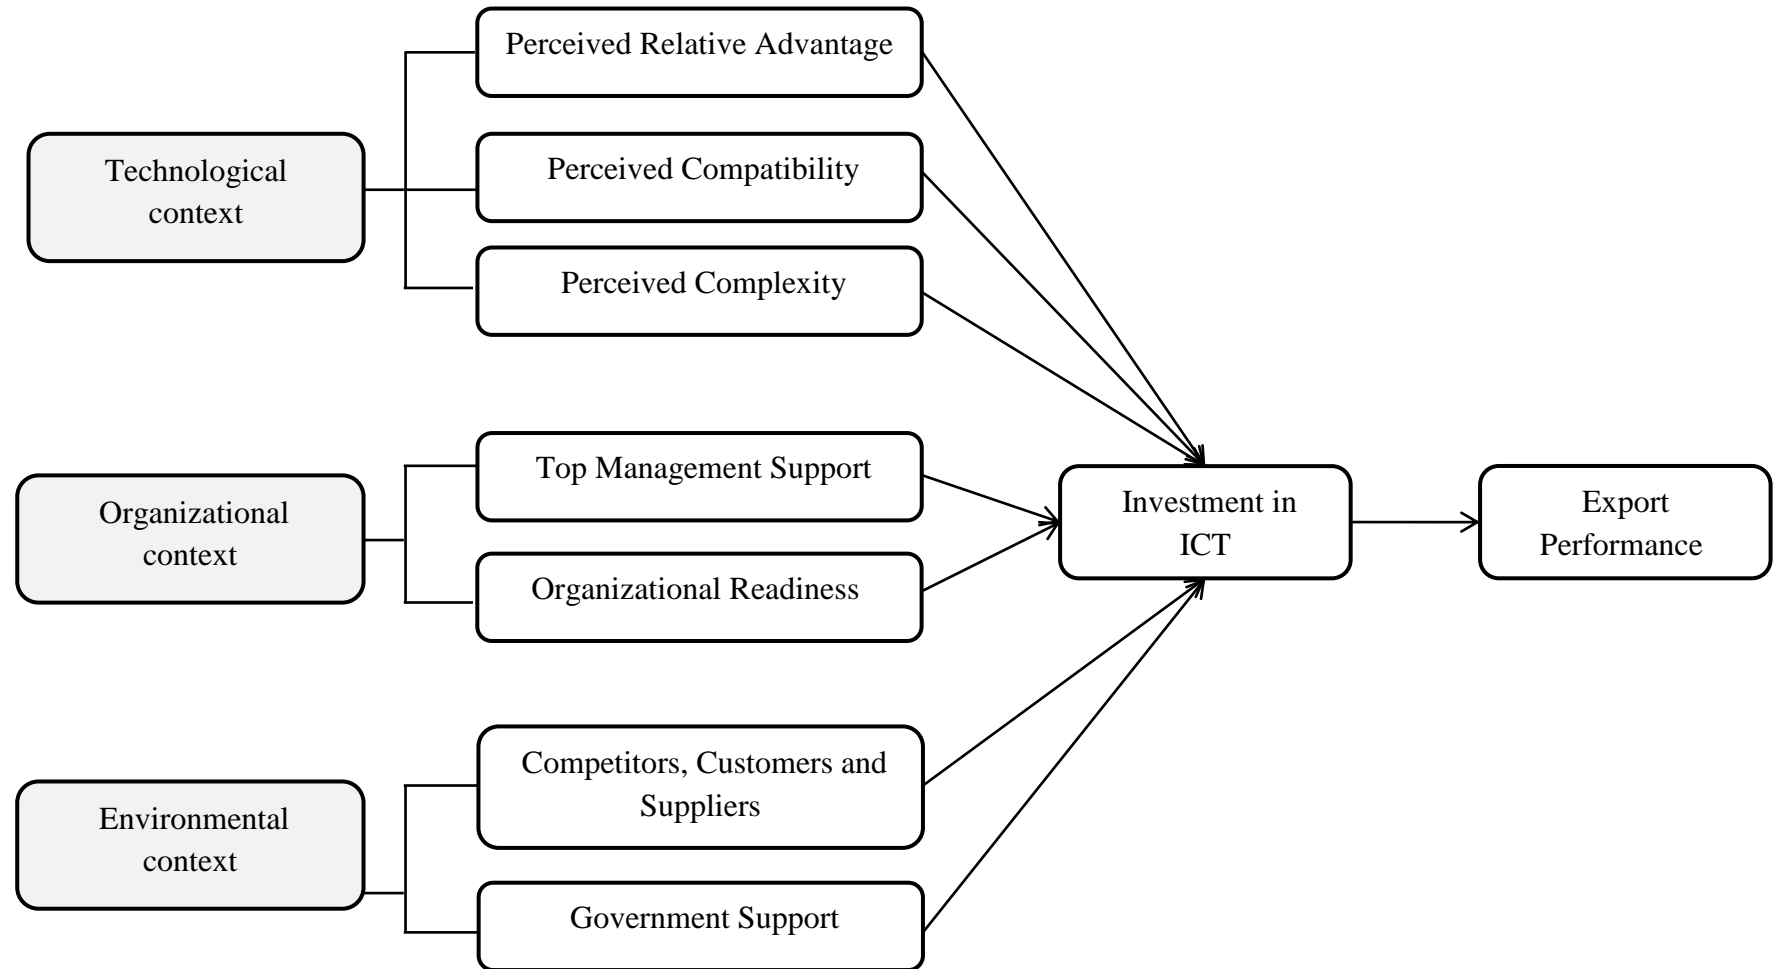 Perceived Relative Advantage
Technological
context
Perceived Compatibility
Perceived Complexity
Organizational
context
Top Management Support
Organizational Readiness
Investment in
ICT
Export
Performance
Environmental
context
Competitors, Customers and
Suppliers
Government Support